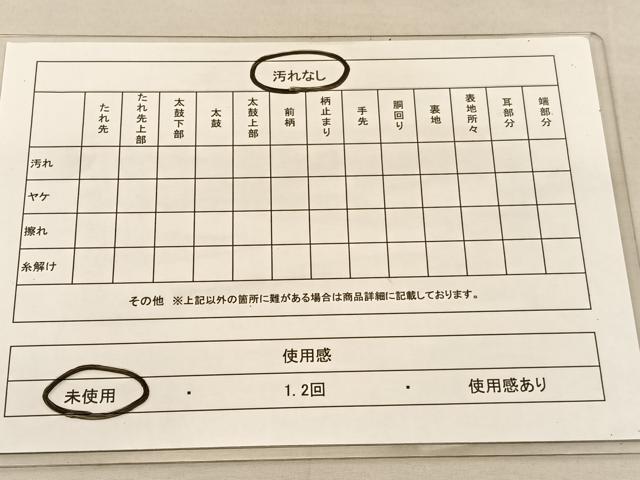 汚れなし
たれ先 たれ先上部 太鼓下部 太鼓 太鼓上部 前柄 柄止まり 手先 胴回り 裏地 表地所々 耳部分 端部分
汚れ
ヤケ
擦れ
糸解け
その他 ※上記以外の箇所に難がある場合は商品詳細に記載しております。
使用感
未使用 ・ 1.2回 ・ 使用感あり